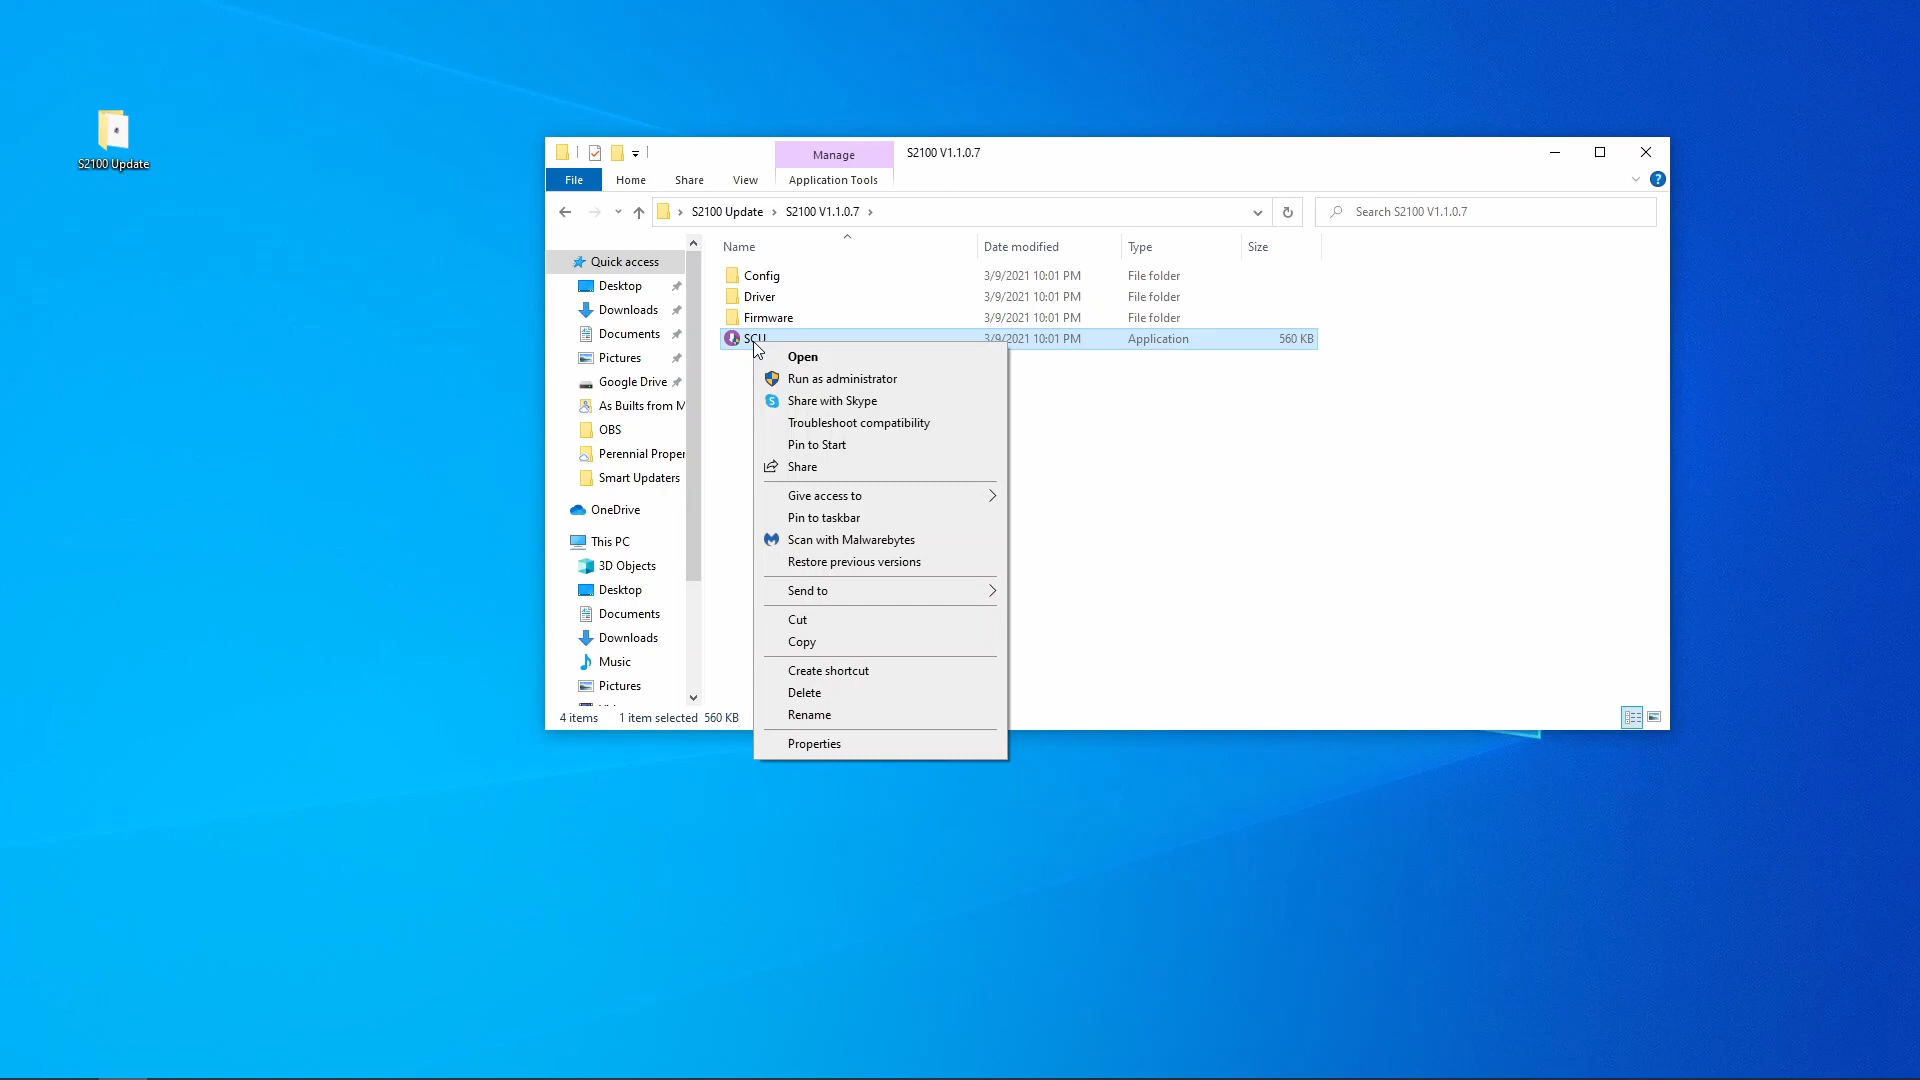 S2100 Update
Manage
S2100 V1.1.0.7
File
Home
Share
View
Application Tools
S2100 Update
S2100 V1.1.0.7
Search S2100 V1.1.0.7
Name
Date modified
Type
Size
Quick access
Desktop
Downloads
Documents
Pictures
Google Drive
As Builts from M
OBS
Perennial Proper
Smart Updaters
OneDrive
This PC
3D Objects
Desktop
Documents
Downloads
Music
Pictures
Config 3/9/2021 10:01 PM File folder
Driver 3/9/2021 10:01 PM File folder
Firmware 3/9/2021 10:01 PM File folder
SCU 3/9/2021 10:01 PM Application 560 KB
Open
Run as administrator
Share with Skype
Troubleshoot compatibility
Pin to Start
Share
Give access to
Pin to taskbar
Scan with Malwarebytes
Restore previous versions
Send to
Cut
Copy
Create shortcut
Delete
Rename
Properties
4 items 1 item selected 560 KB